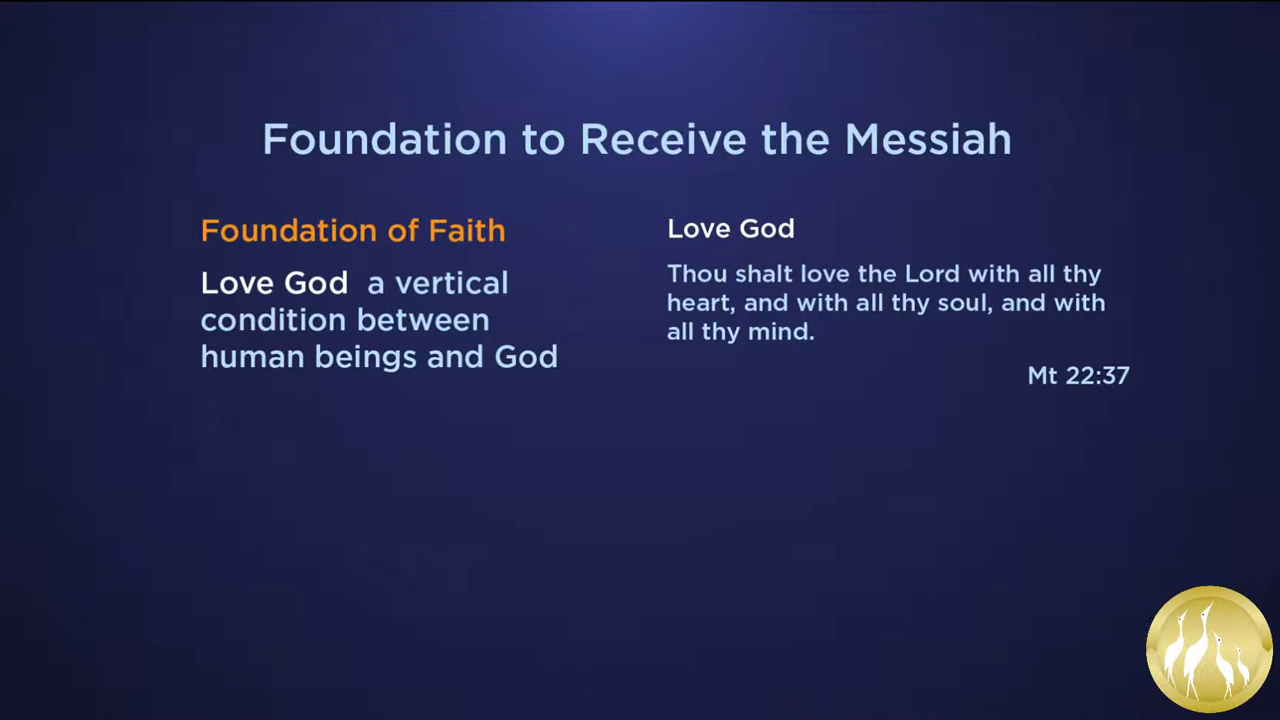 Foundation to Receive the Messiah
Foundation of Faith
Love God a vertical
condition between
human beings and God
Love God
Thou shalt love the Lord with all thy
heart, and with all thy soul, and with
all thy mind.
Mt 22:37